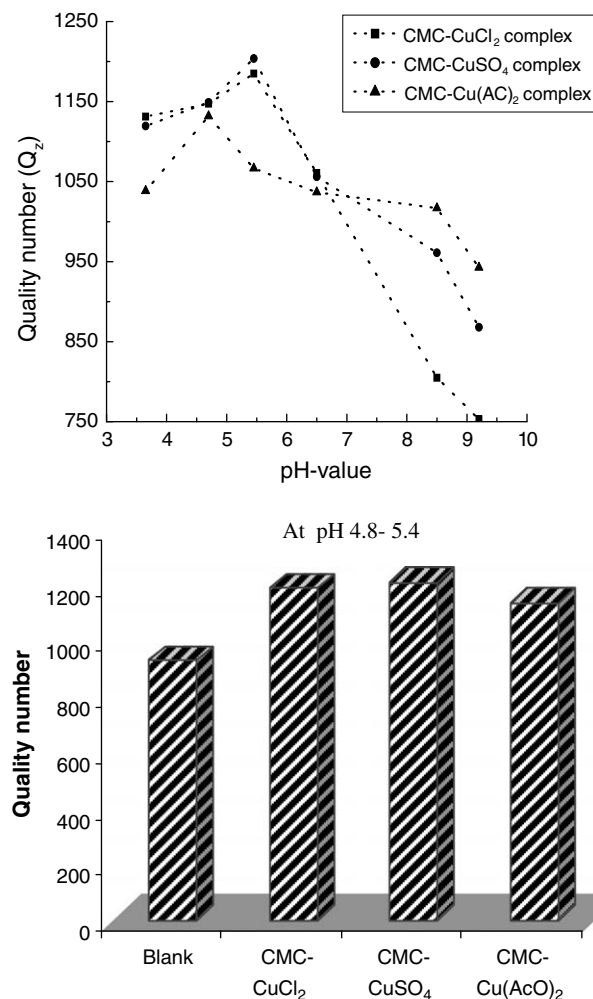 1250
1150
1050
950
850
750
Quality number (Q_z)
CMC-CuCl₂ complex
CMC-CuSO₄ complex
CMC-Cu(AC)₂ complex
3 4 5 6 7 8 9 10
pH-value
At pH 4.8- 5.4
1400
1200
1000
800
600
400
200
0
Quality number
Blank CMC- CMC- CMC-
CuCl₂ CuSO₄ Cu(AcO)₂